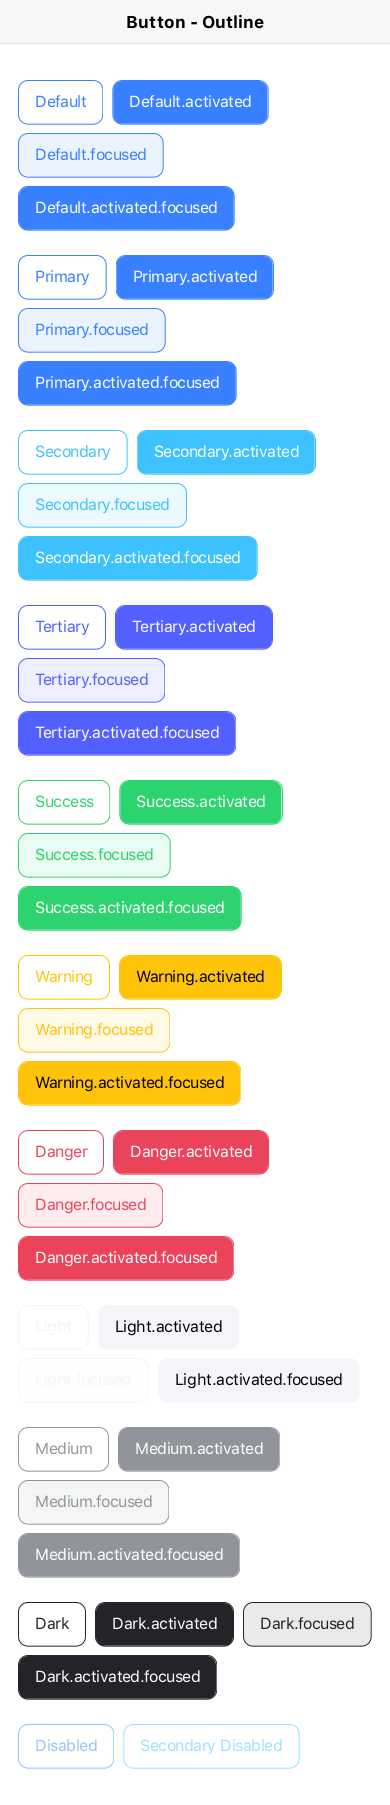 Button - Outline
Default Default.activated
Default.focused
Default.activated.focused
Primary Primary.activated
Primary.focused
Primary.activated.focused
Secondary Secondary.activated
Secondary.focused
Secondary.activated.focused
Tertiary Tertiary.activated
Tertiary.focused
Tertiary.activated.focused
Success Success.activated
Success.focused
Success.activated.focused
Warning Warning.activated
Warning.focused
Warning.activated.focused
Danger Danger.activated
Danger.focused
Danger.activated.focused
Light Light.activated
Light.focused Light.activated.focused
Medium Medium.activated
Medium.focused
Medium.activated.focused
Dark Dark.activated Dark.focused
Dark.activated.focused
Disabled Secondary Disabled